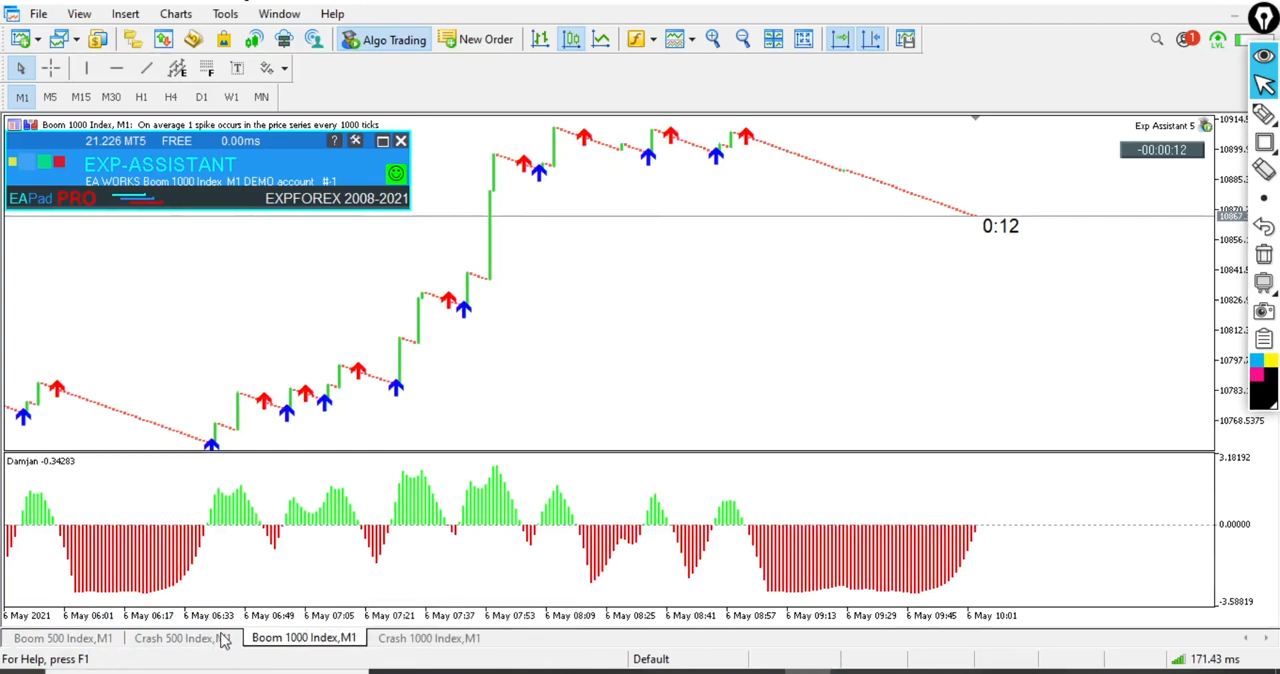 File View Insert Charts Tools Window Help
Algo Trading New Order 1 LVL
E F T
M1 M5 M15 M30 H1 H4 D1 W1 MN
Boom 1000 Index, M1: On average 1 spike occurs in the price series every 1000 ticks
Exp Assistant 5
21.226 MT5 FREE 0.00ms ?
EXP-ASSISTANT
EA WORKS Boom 1000 Index M1 DEMO account #-1
EAPad PRO EXPFOREX 2008-2021
-00:00:12
0:12
10914.5
10899.
10885.
10870.
10867.
10856.
10841.
10826.
10812.
10797.
10783.
10768.5375
Damjan -0.34283
3.18192
0.00000
-3.58819
6 May 2021 6 May 06:01 6 May 06:17 6 May 06:33 6 May 06:49 6 May 07:05 6 May 07:21 6 May 07:37 6 May 07:53 6 May 08:09 6 May 08:25 6 May 08:41 6 May 08:57 6 May 09:13 6 May 09:29 6 May 09:45 6 May 10:01
Boom 500 Index,M1 Crash 500 Index,M1 Boom 1000 Index,M1 Crash 1000 Index,M1
For Help, press F1 Default 171.43 ms